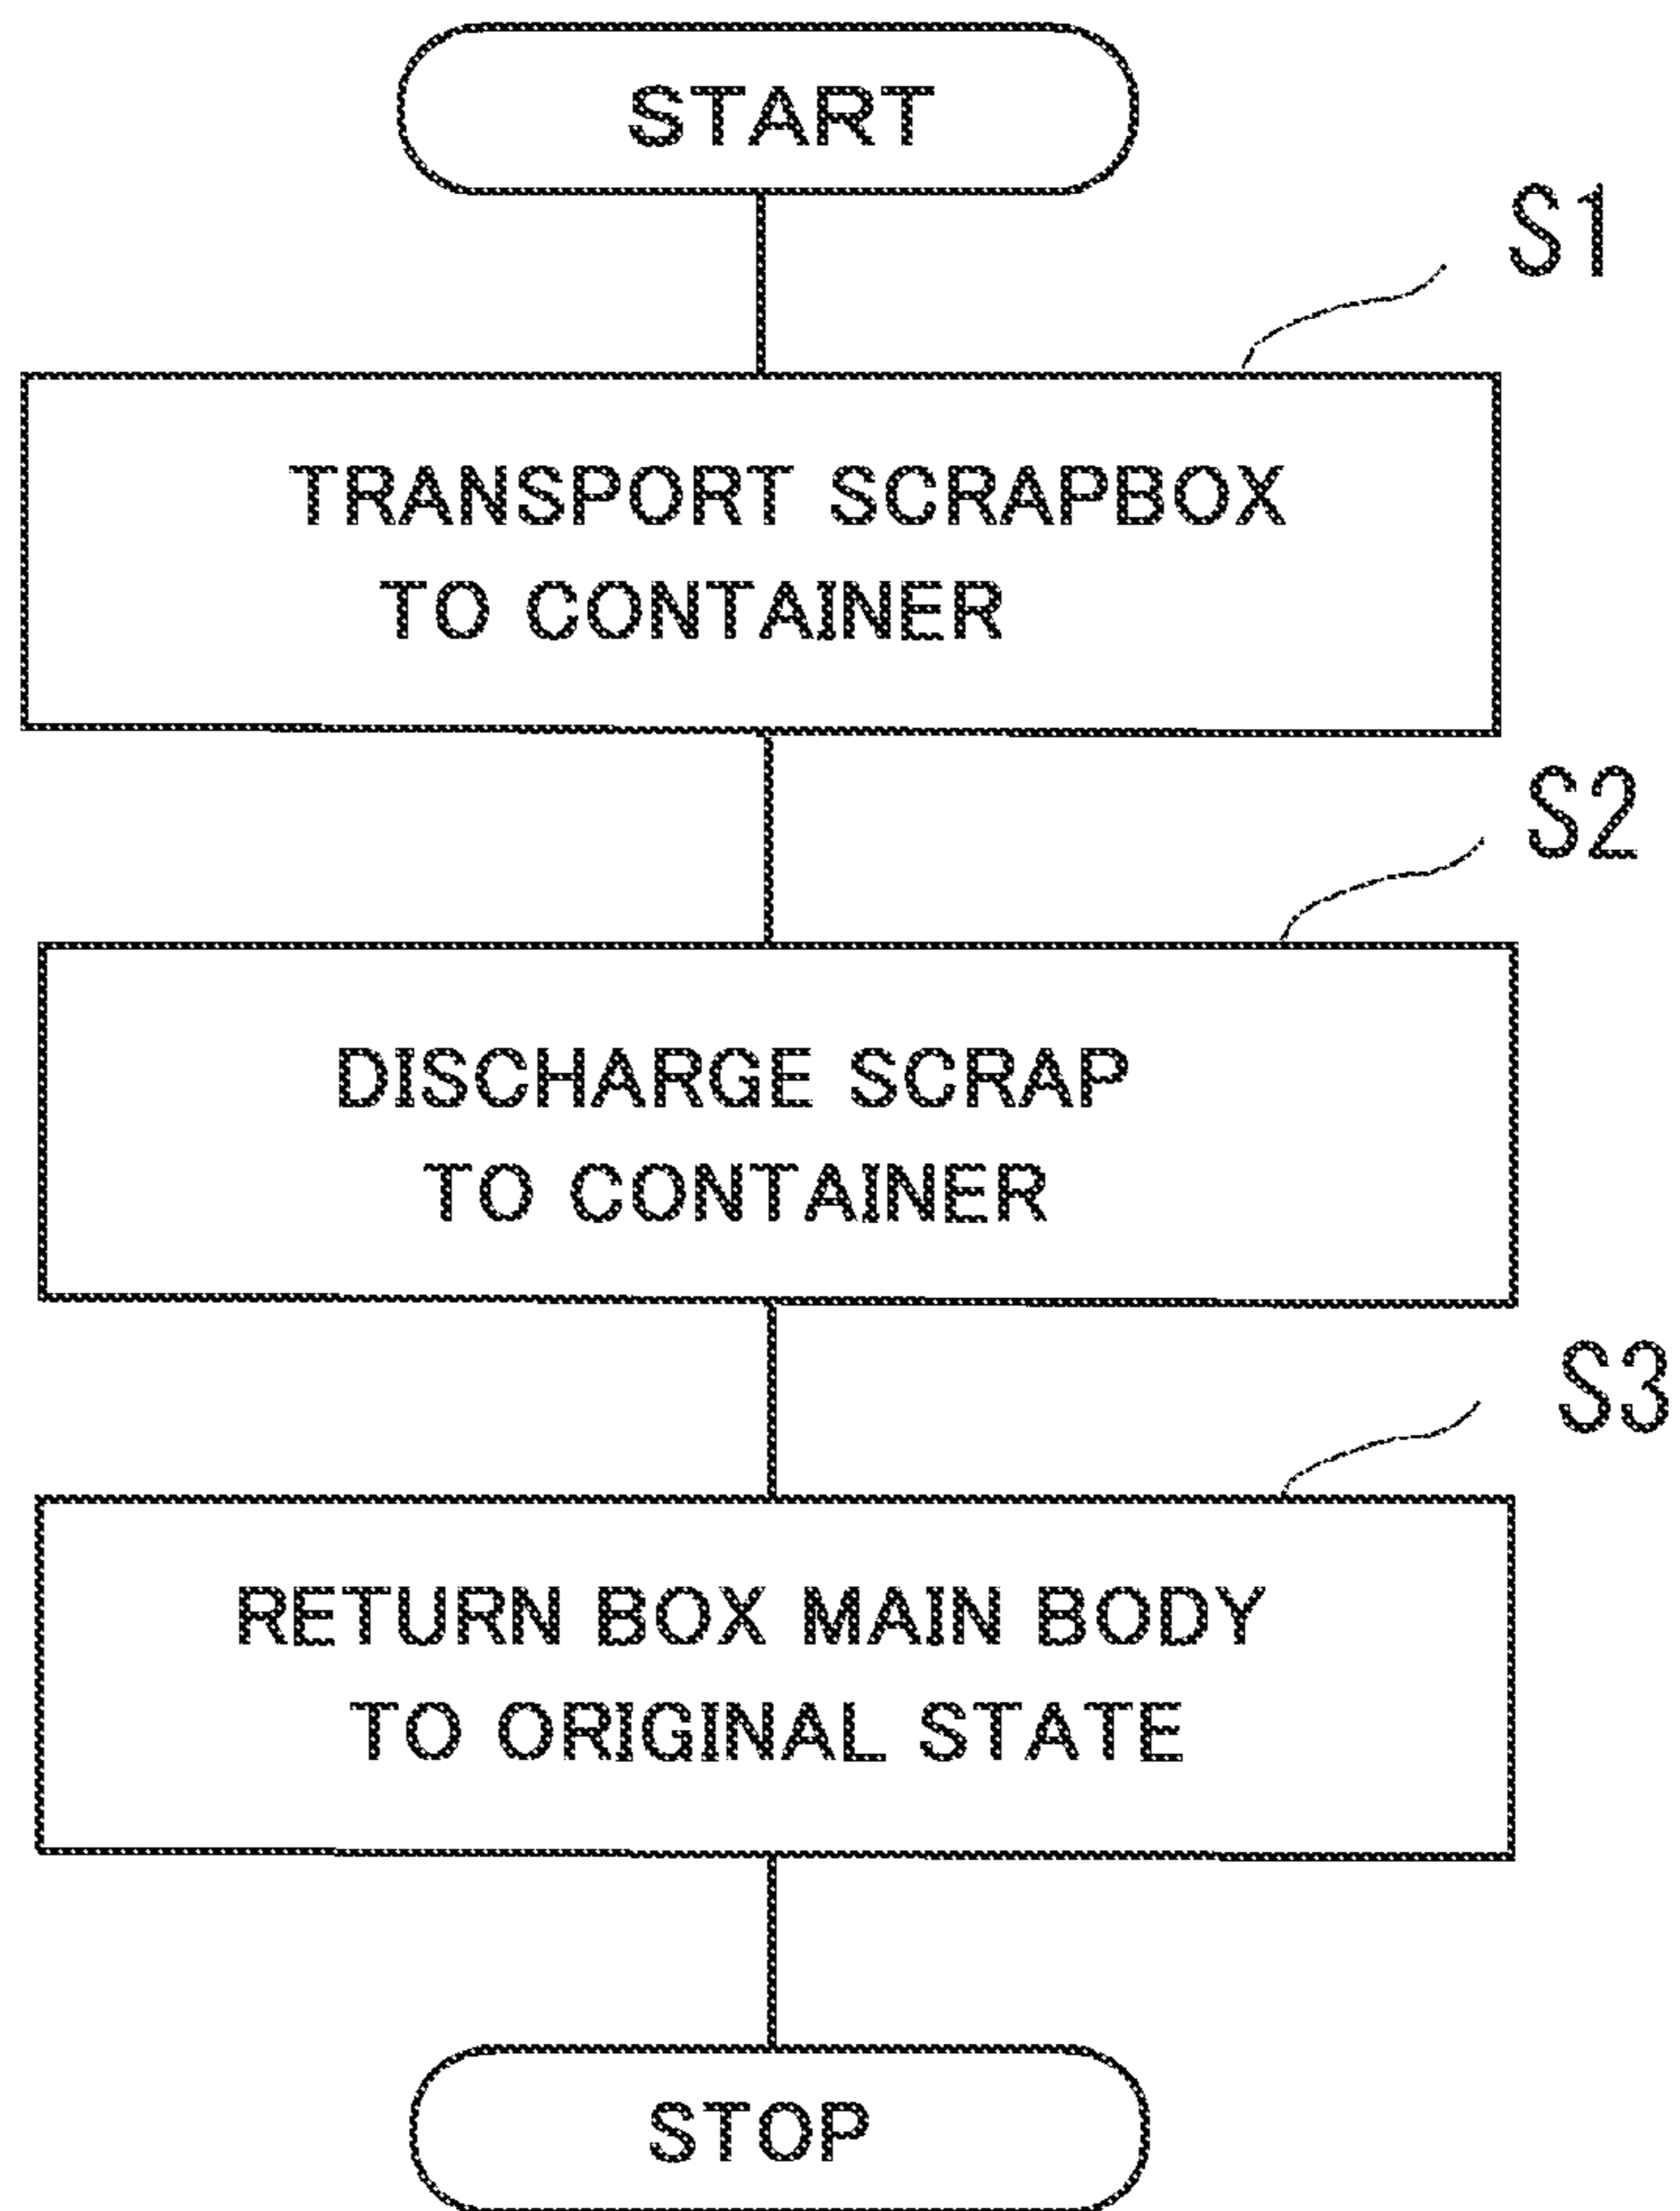 START
S1
TRANSPORT SCRAPBOX
TO CONTAINER
S2
DISCHARGE SCRAP
TO CONTAINER
S3
RETURN BOX MAIN BODY
TO ORIGINAL STATE
STOP